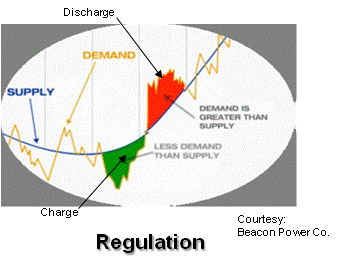 Discharge
DEMAND
SUPPLY
DEMAND IS
GREATER THAN
SUPPLY
LESS DEMAND
THAN SUPPLY
Charge
Courtesy:
Beacon Power Co.
Regulation